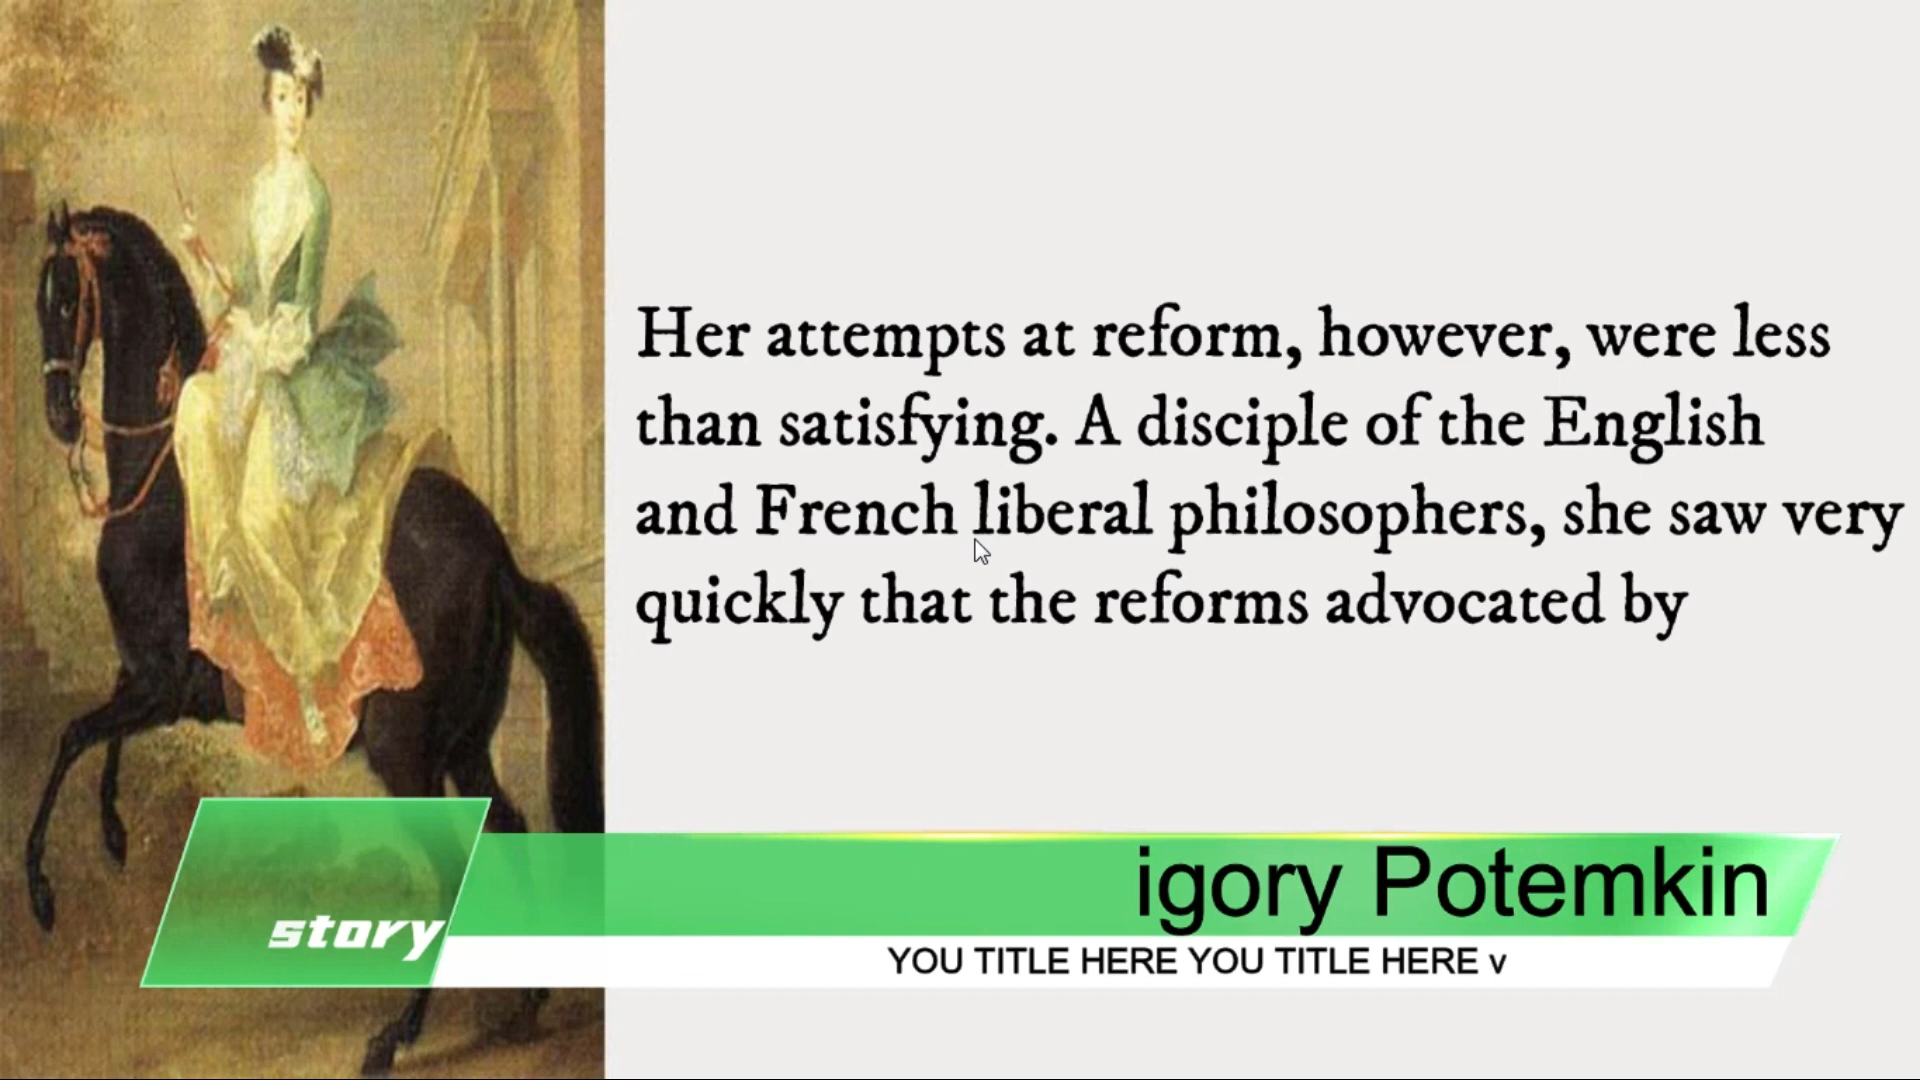 Her attempts at reform, however, were less
than satisfying. A disciple of the English
and French liberal philosophers, she saw very
quickly that the reforms advocated by
igory Potemkin
story
YOU TITLE HERE YOU TITLE HERE v